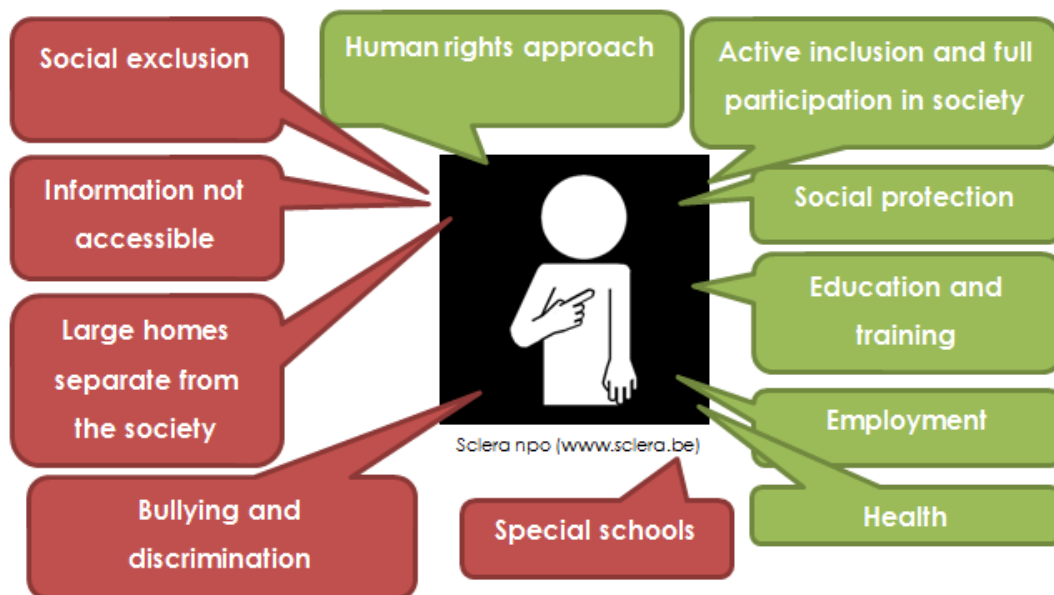 Social exclusion
Human rights approach
Active inclusion and full
participation in society
Information not
accessible
Social protection
Large homes
separate from
the society
Education and
training
Employment
Sclera npo (www.sclera.be)
Bullying and
discrimination
Special schools
Health